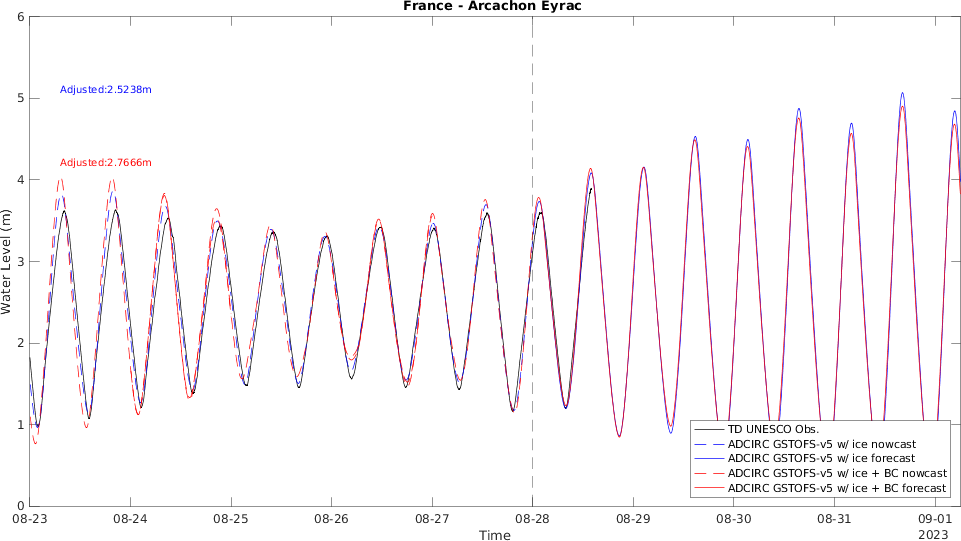 France - Arcachon Eyrac
6
5
4
3
2
1
0
Water Level (m)
Adjusted:2.5238m
Adjusted:2.7666m
TD UNESCO Obs.
ADCIRC GSTOFS-v5 w/ ice nowcast
ADCIRC GSTOFS-v5 w/ ice forecast
ADCIRC GSTOFS-v5 w/ ice + BC nowcast
ADCIRC GSTOFS-v5 w/ ice + BC forecast
08-23 08-24 08-25 08-26 08-27 08-28 08-29 08-30 08-31 09-01
Time
2023